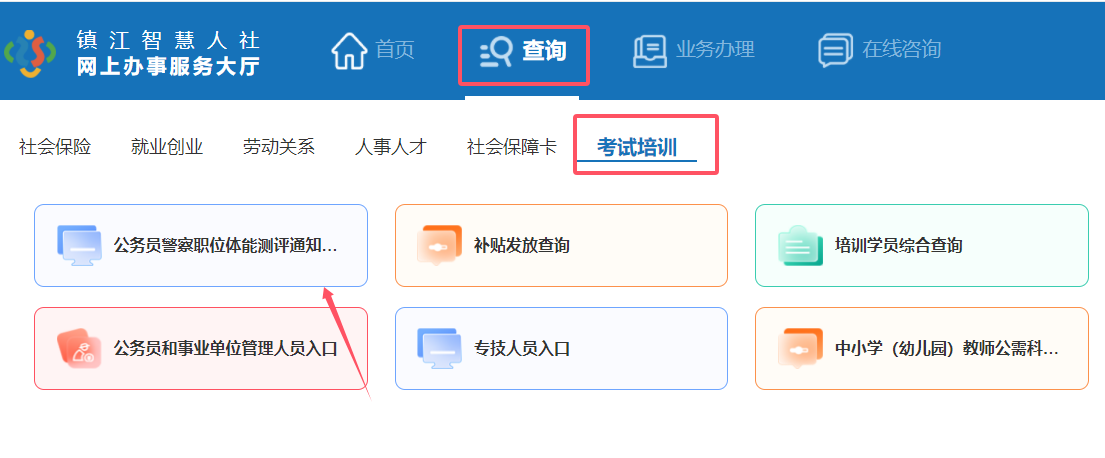 镇江智慧人社
网上办事服务大厅
首页
查询
业务办理
在线咨询
社会保险
就业创业
劳动关系
人事人才
社会保障卡
考试培训
公务员警察职位体能测评通知...
补贴发放查询
培训学员综合查询
公务员和事业单位管理人员入口
专技人员入口
中小学（幼儿园）教师公需科...